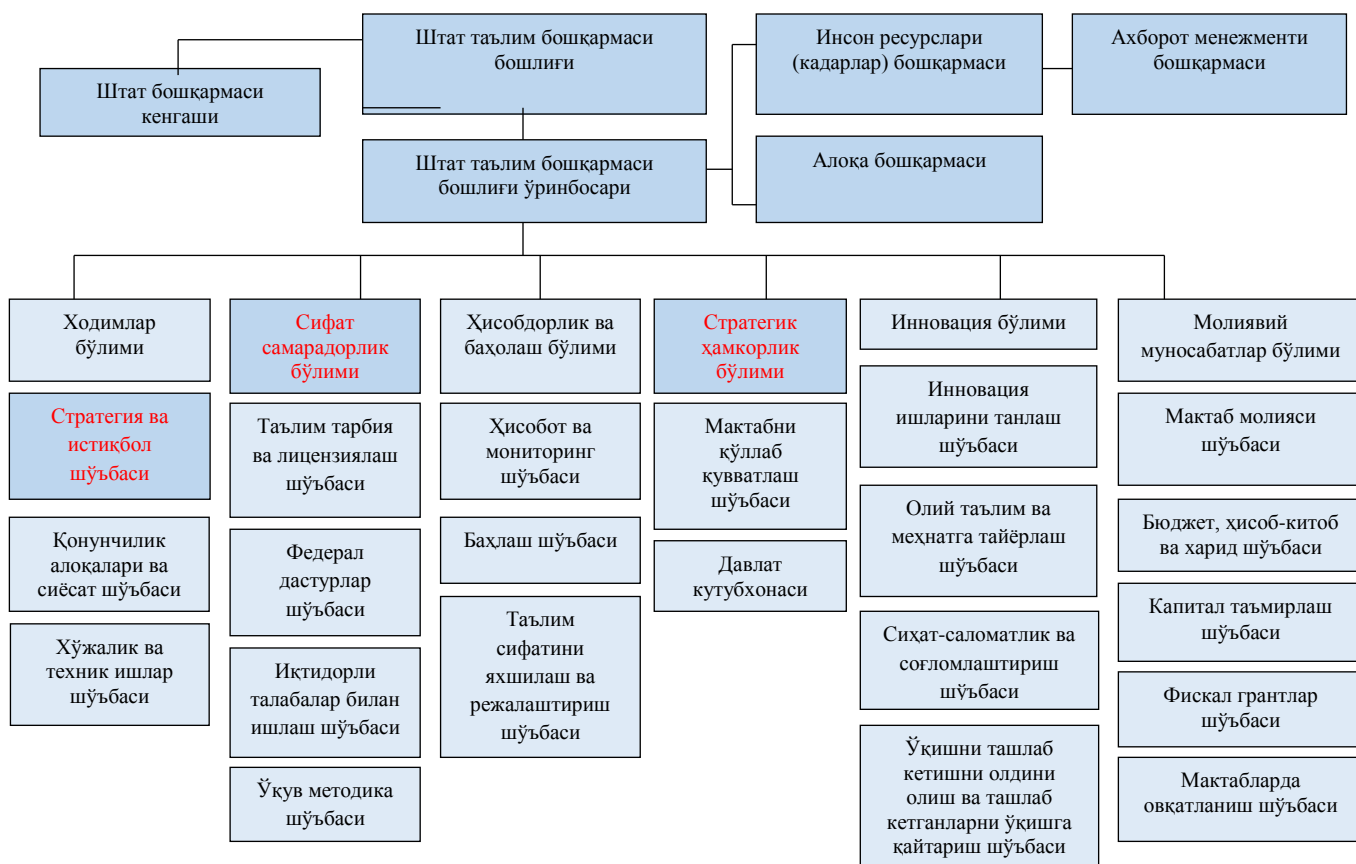 Штат таълим бошқармаси
бошлиғи
Инсон ресурслари
(кадарлар) бошқармаси
Ахборот менежменти
бошқармаси
Штат бошқармаси
кенгаши
Штат таълим бошқармаси
бошлиғи ўринбосари
Алоқа бошқармаси
Ходимлар
бўлими
Стратегия ва
истиқбол
шўъбаси
Қонунчилик
алоқалари ва
сиёсат шўъбаси
Хўжалик ва
техник ишлар
шўъбаси
Сифат
самарадорлик
бўлими
Таълим тарбия
ва лицензиялаш
шўъбаси
Федерал
дастурлар
шўъбаси
Иқтидорли
талабалар билан
ишлаш шўъбаси
Ўқув методика
шўъбаси
Ҳисобдорлик ва
баҳолаш бўлими
Ҳисобот ва
мониторинг
шўъбаси
Баҳлаш шўъбаси
Таълим
сифатини
яхшилаш ва
режалаштириш
шўъбаси
Стратегик
ҳамкорлик
бўлими
Мактабни
қўллаб
қувватлаш
шўъбаси
Давлат
кутубхонаси
Инновация бўлими
Инновация
ишларини танлаш
шўъбаси
Олий таълим ва
меҳнатга тайёрлаш
шўъбаси
Сиҳат-саломатлик ва
соғломлаштириш
шўъбаси
Ўқишни ташлаб
кетишни олдини
олиш ва ташлаб
кетганларни ўқишга
қайтариш шўъбаси
Молиявий
муносабатлар бўлими
Мактаб молияси
шўъбаси
Бюджет, ҳисоб-китоб
ва харид шўъбаси
Капитал таъмирлаш
шўъбаси
Фискал грантлар
шўъбаси
Мактабларда
овқатланиш шўъбаси